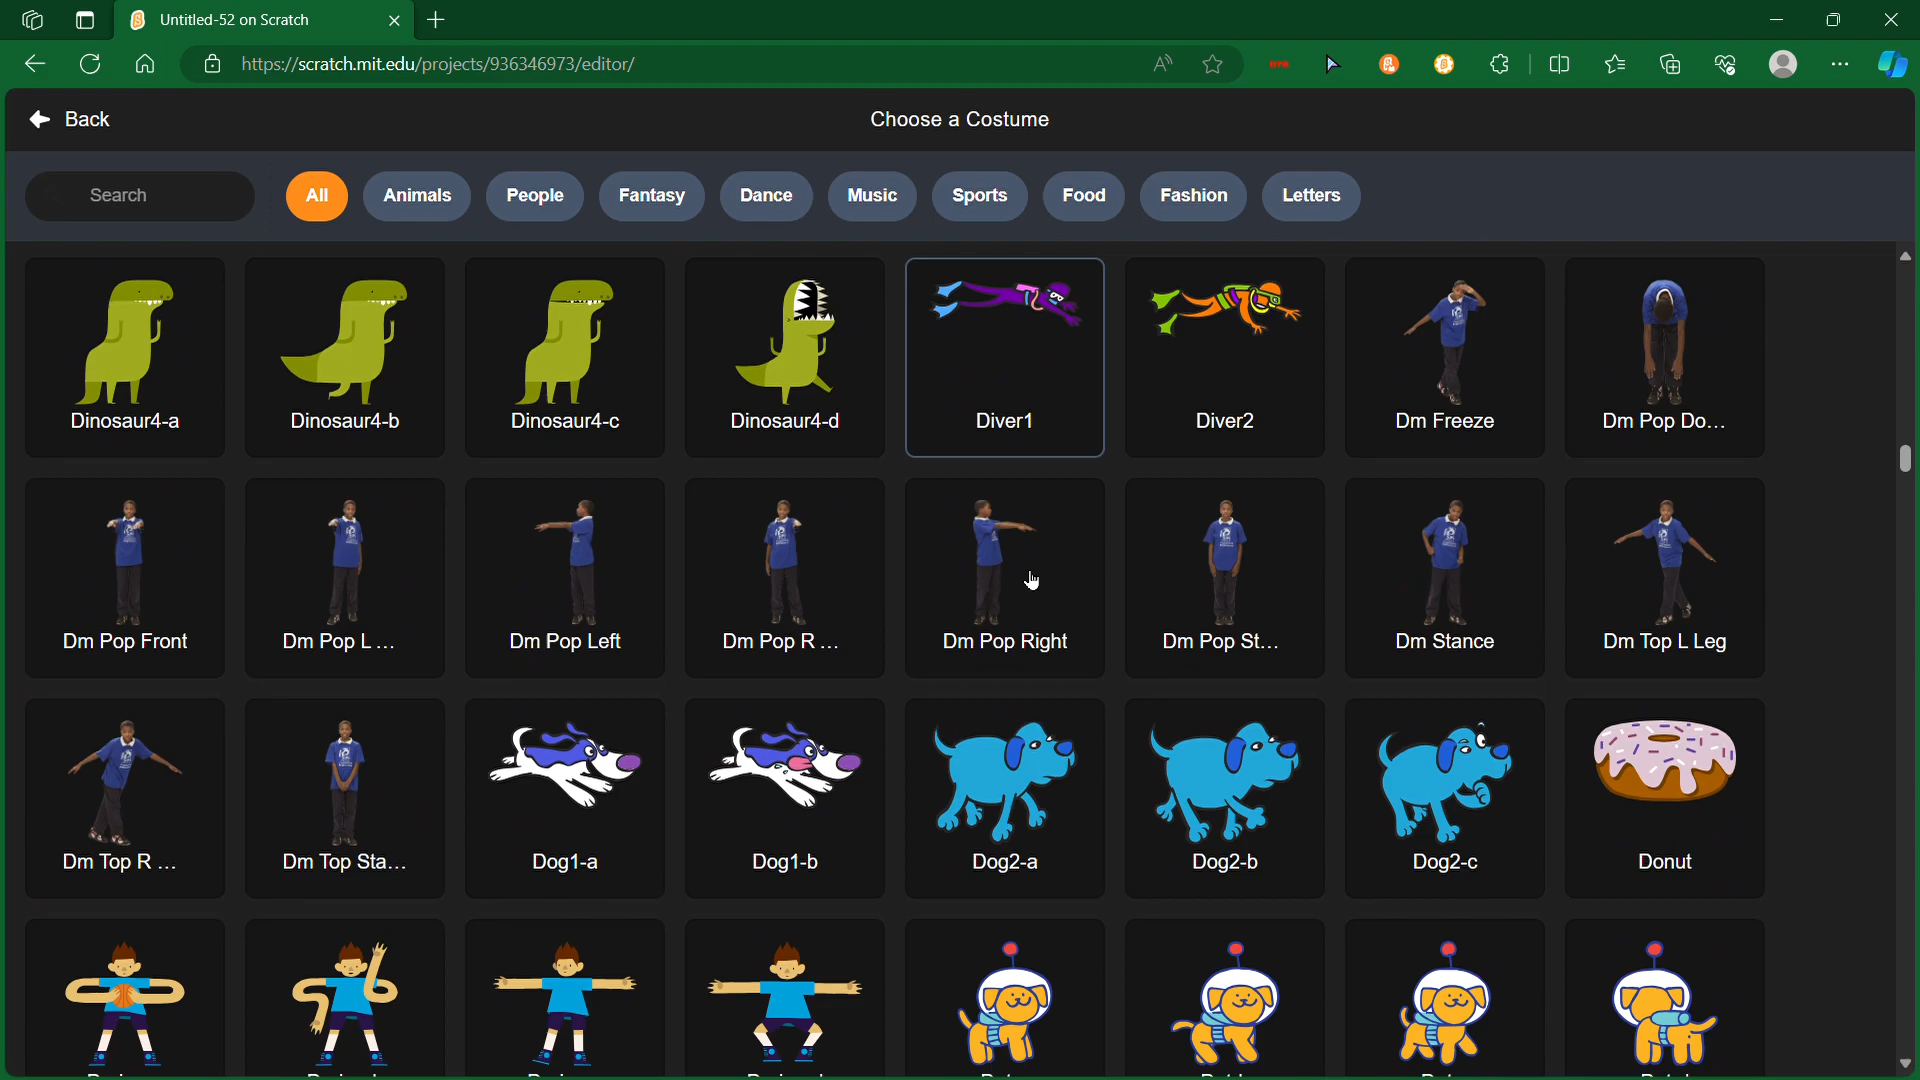 Untitled-52 on Scratch
https://scratch.mit.edu/projects/936346973/editor/
Back
Choose a Costume
Search
All
Animals
People
Fantasy
Dance
Music
Sports
Food
Fashion
Letters
Dinosaur4-a
Dinosaur4-b
Dinosaur4-c
Dinosaur4-d
Diver1
Diver2
Dm Freeze
Dm Pop Do...
Dm Pop Front
Dm Pop L ...
Dm Pop Left
Dm Pop R ...
Dm Pop Right
Dm Pop St...
Dm Stance
Dm Top L Leg
Dm Top R ...
Dm Top Sta...
Dog1-a
Dog1-b
Dog2-a
Dog2-b
Dog2-c
Donut